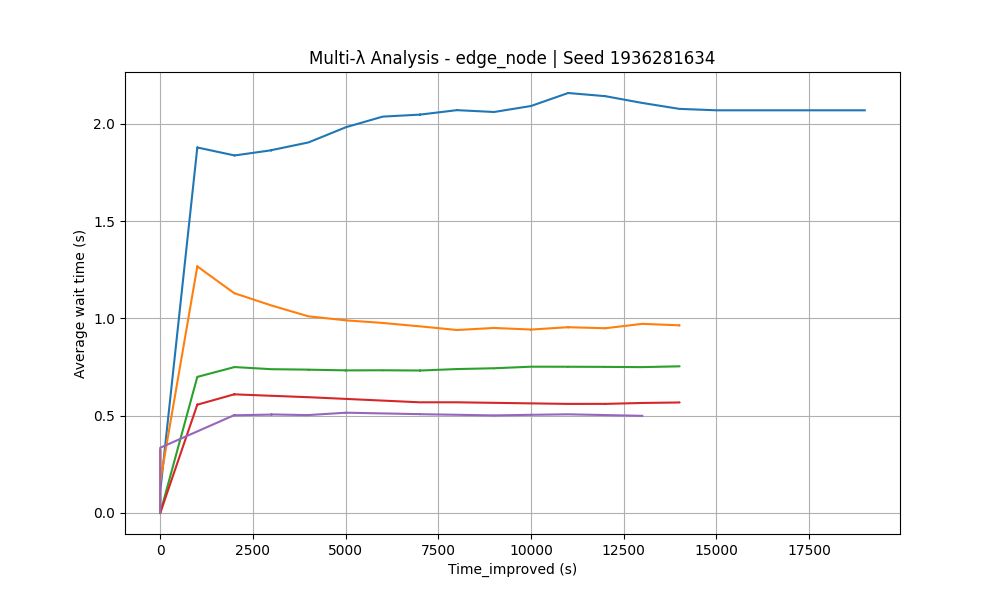 Multi-λ Analysis - edge_node | Seed 1936281634
Average wait time (s)
2.0
1.5
1.0
0.5
0.0
0 2500 5000 7500 10000 12500 15000 17500
Time_improved (s)